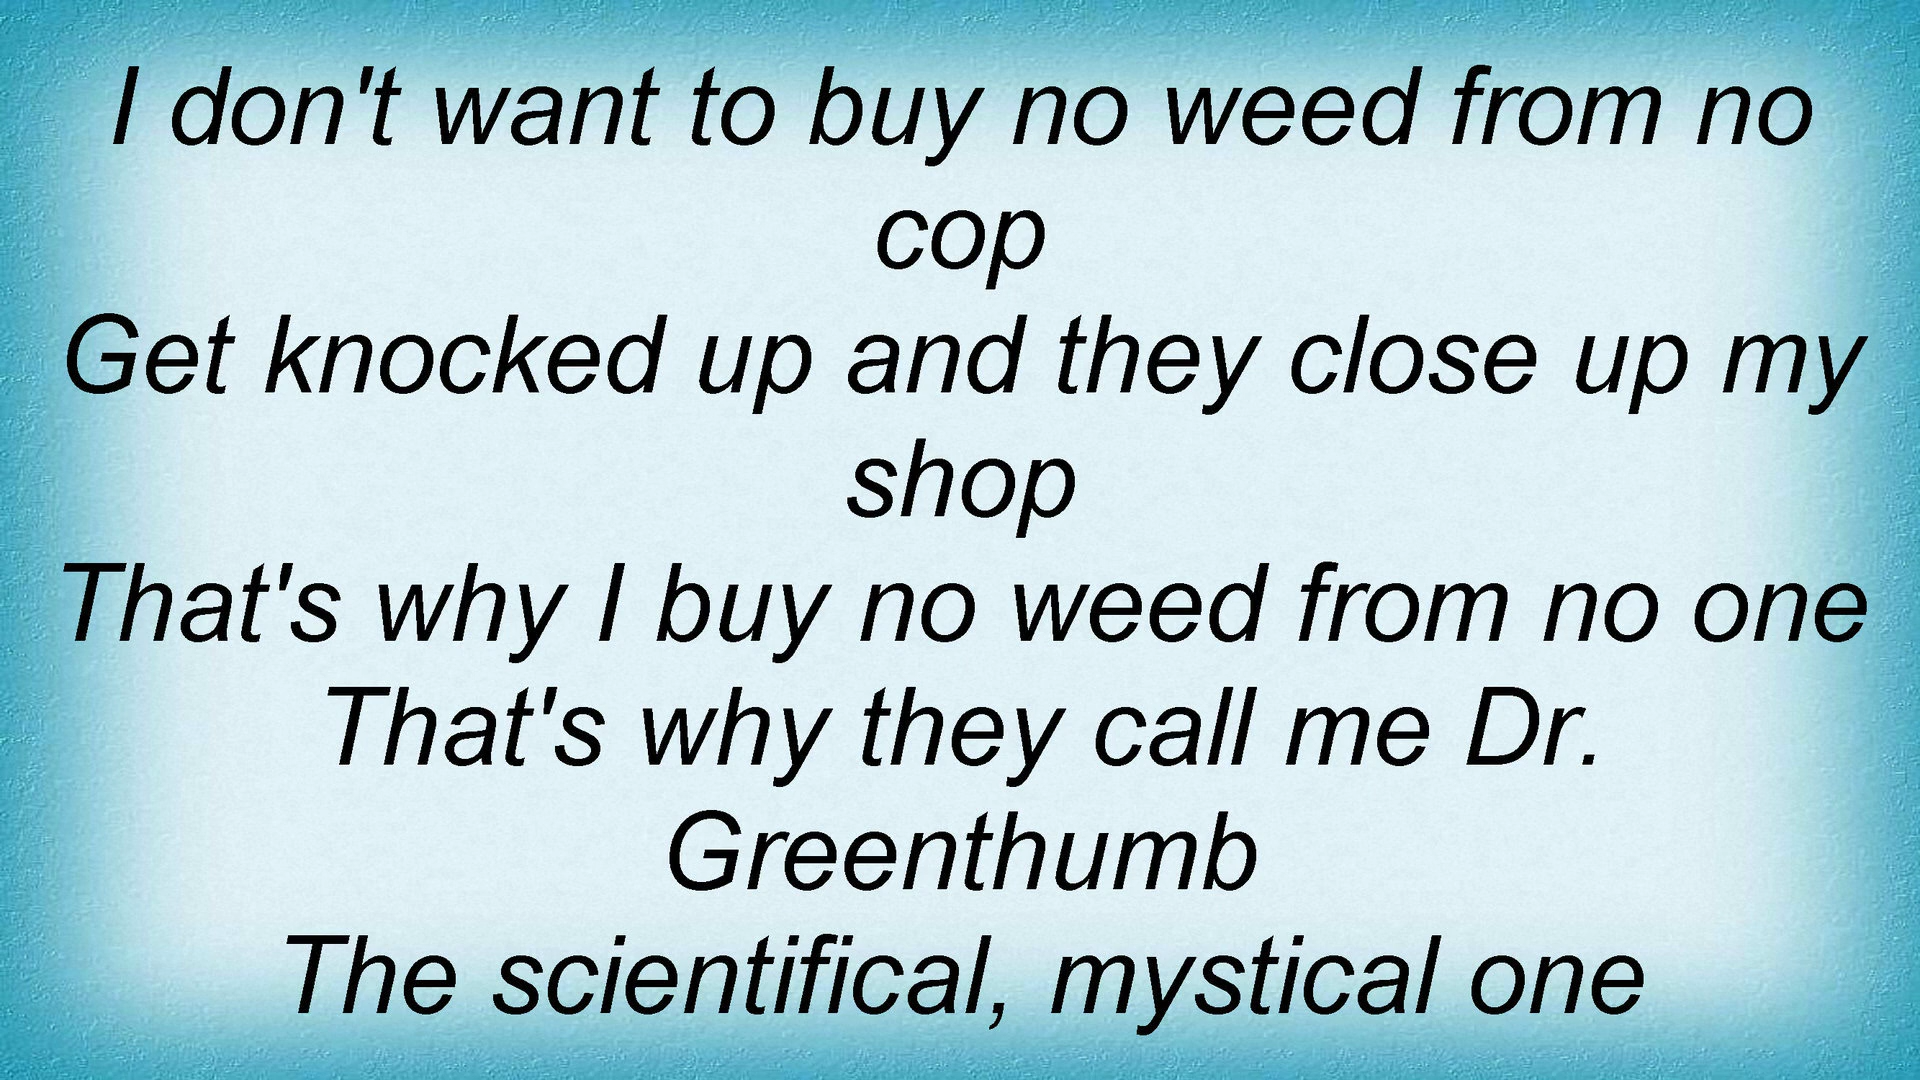 I don't want to buy no weed from no
cop
Get knocked up and they close up my
shop
That's why I buy no weed from no one
That's why they call me Dr.
Greenthumb
The scientifical, mystical one